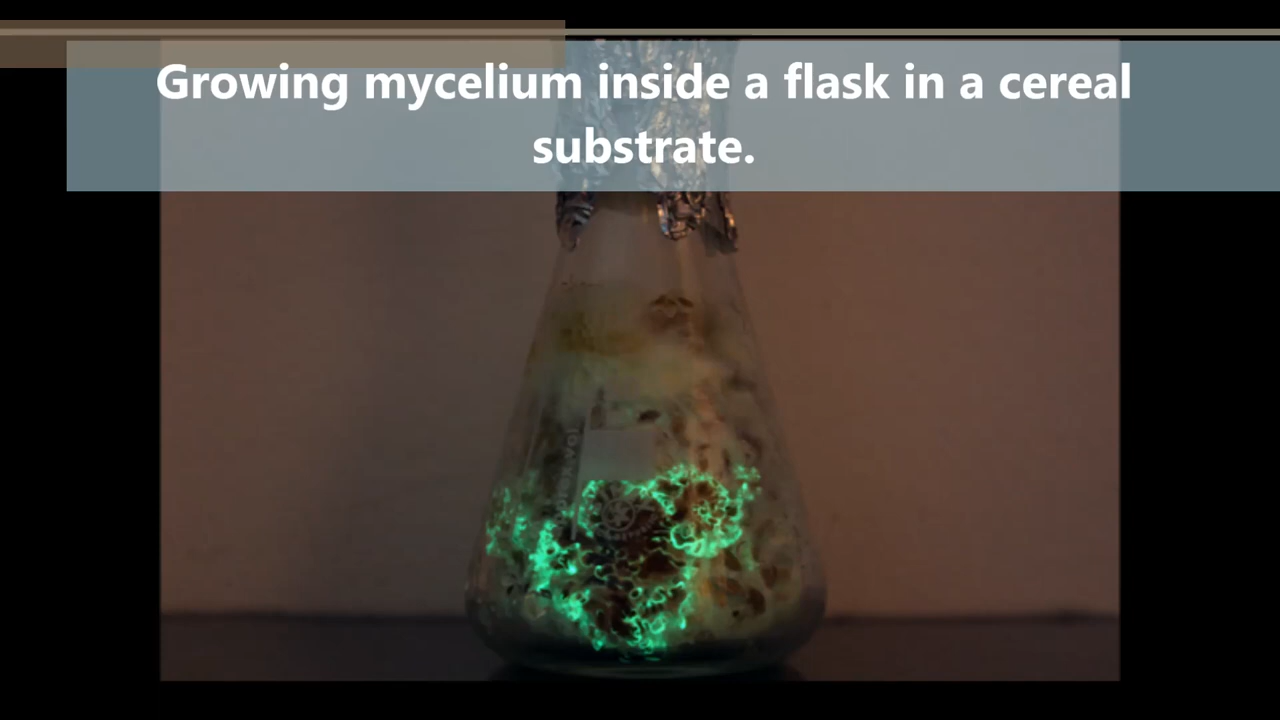 Growing mycelium inside a flask in a cereal
substrate.